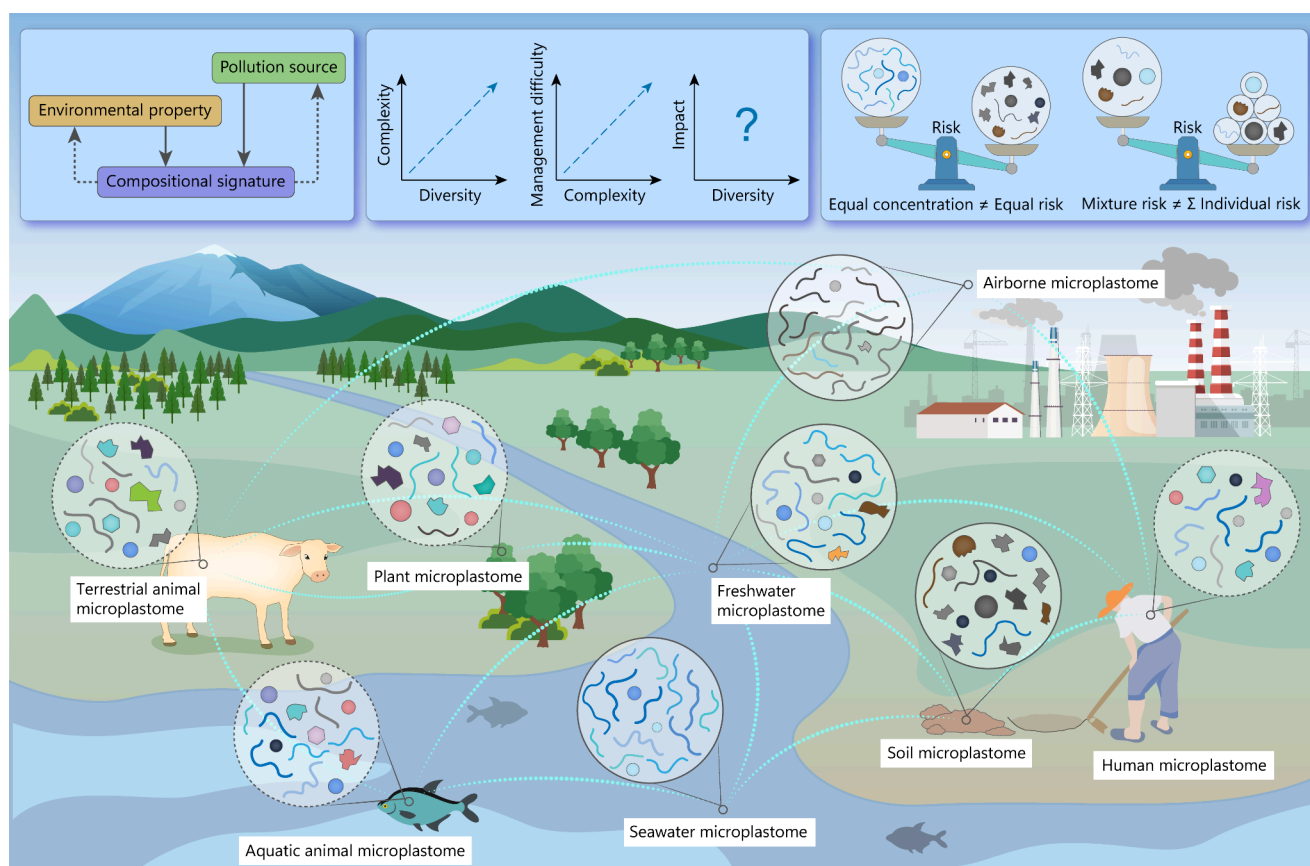 Pollution source
Environmental property
Compositional signature
Complexity
Diversity
Management difficulty
Complexity
Impact
?
Diversity
Risk
Equal concentration ≠ Equal risk
Risk
Mixture risk ≠ Σ Individual risk
Airborne microplastome
Terrestrial animal
microplastome
Plant microplastome
Freshwater
microplastome
Soil microplastome
Human microplastome
Seawater microplastome
Aquatic animal microplastome